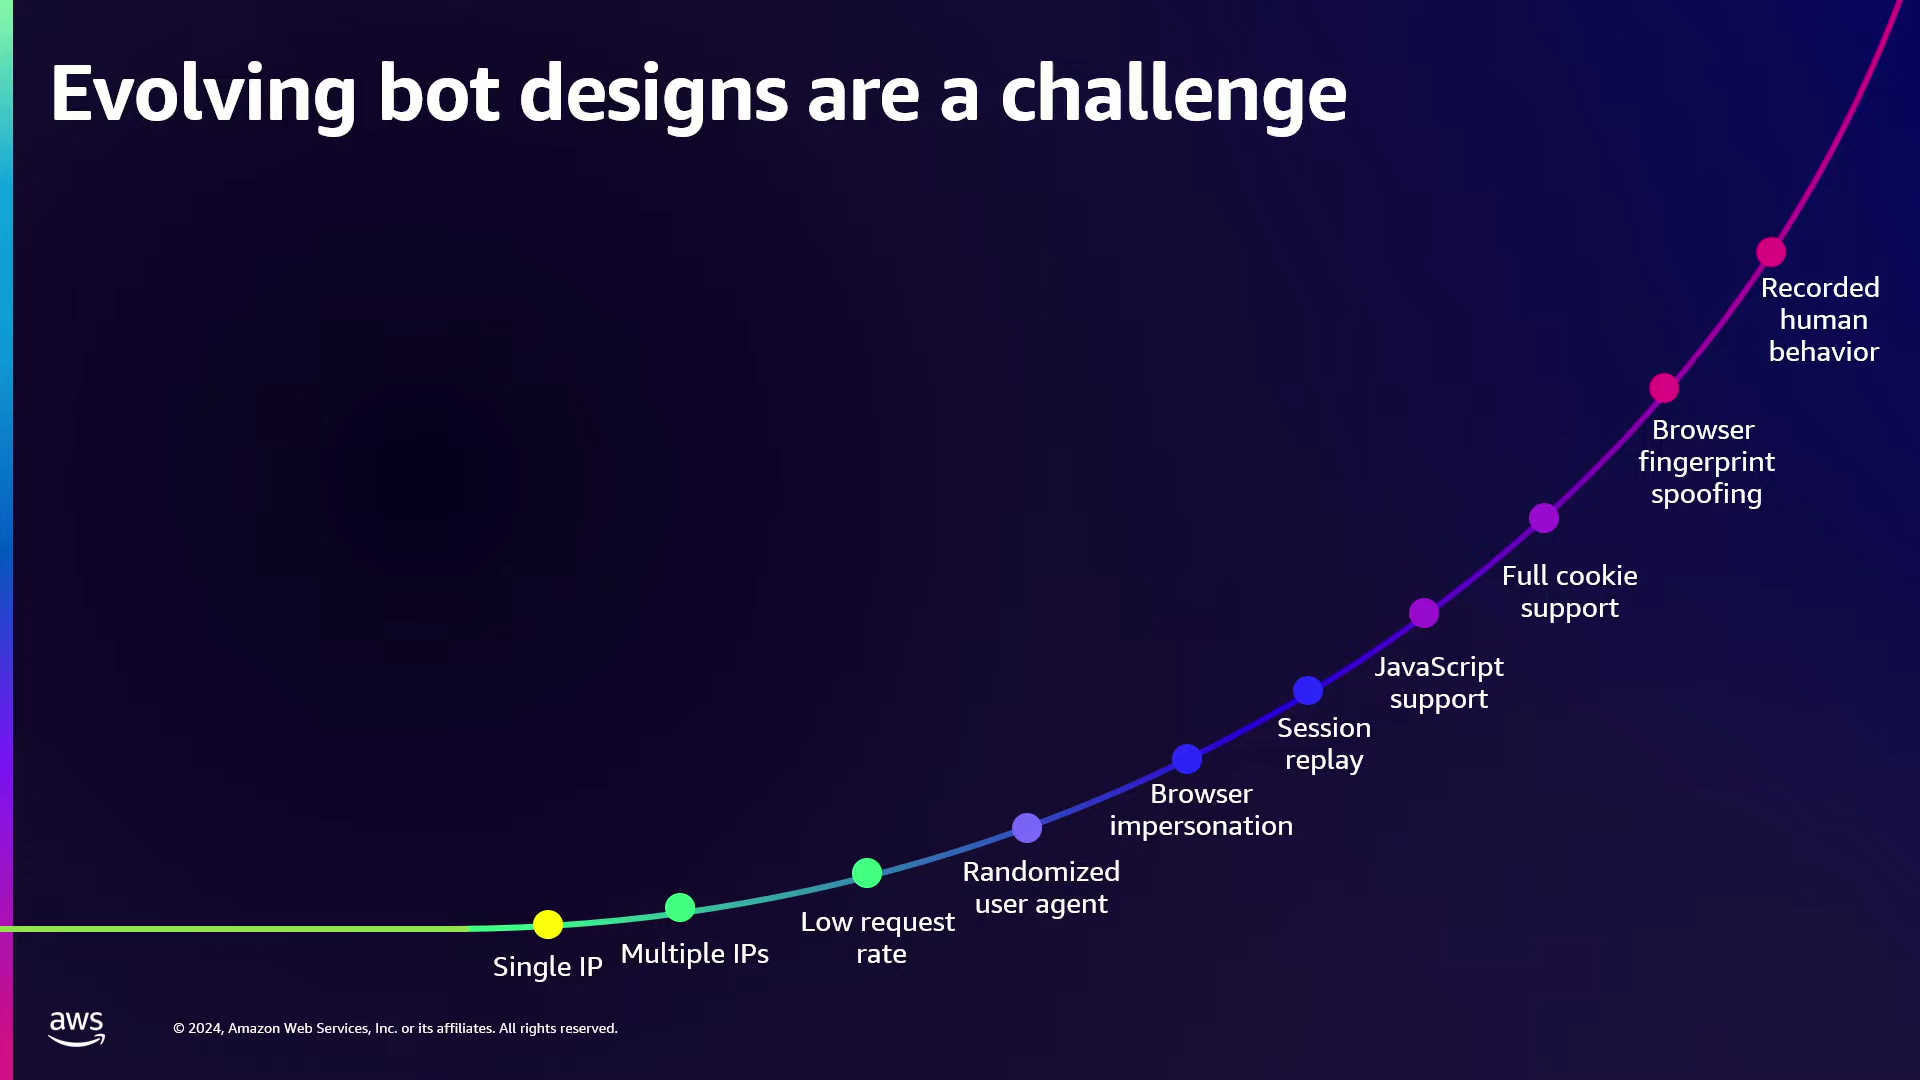 Evolving bot designs are a challenge
Recorded
human
behavior
Browser
fingerprint
spoofing
Full cookie
support
JavaScript
support
Session
replay
Browser
impersonation
Randomized
user agent
Low request
rate
Multiple IPs
Single IP
aws
© 2024, Amazon Web Services, Inc. or its affiliates. All rights reserved.